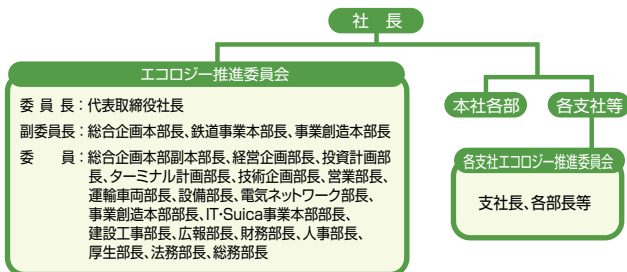 社 長
エコロジー推進委員会
委 員 長：代表取締役社長
副委員長：総合企画本部長、鉄道事業本部長、事業創造本部長
委　　員：総合企画本部副本部長、経営企画部長、投資計画部
長、ターミナル計画部長、技術企画部長、営業部長、
運輸車両部長、設備部長、電気ネットワーク部長、
事業創造本部部長、IT･Suica事業本部部長、
建設工事部長、広報部長、財務部長、人事部長、
厚生部長、法務部長、総務部長
本社各部
各支社等
各支社エコロジー推進委員会
支社長、各部長等